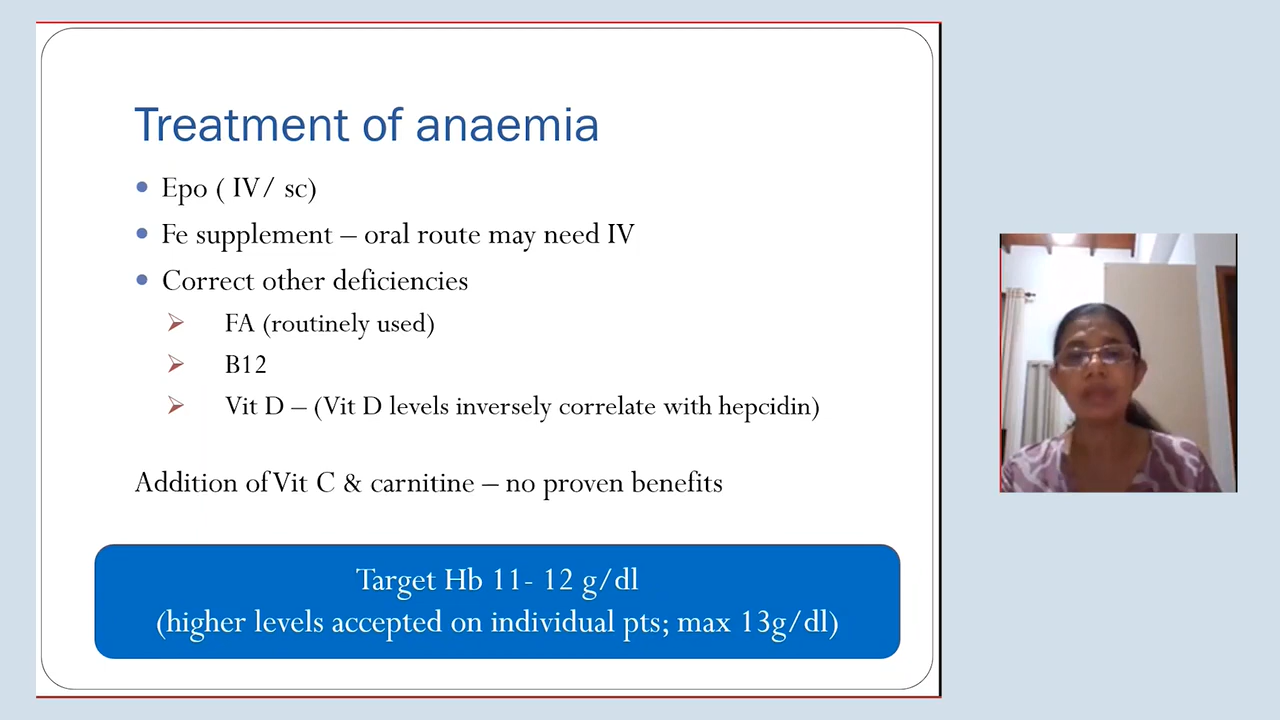 Treatment of anaemia
Epo ( IV/ sc)
Fe supplement – oral route may need IV
Correct other deficiencies
FA (routinely used)
B12
Vit D – (Vit D levels inversely correlate with hepcidin)
Addition of Vit C & carnitine – no proven benefits
Target Hb 11- 12 g/dl
(higher levels accepted on individual pts; max 13g/dl)